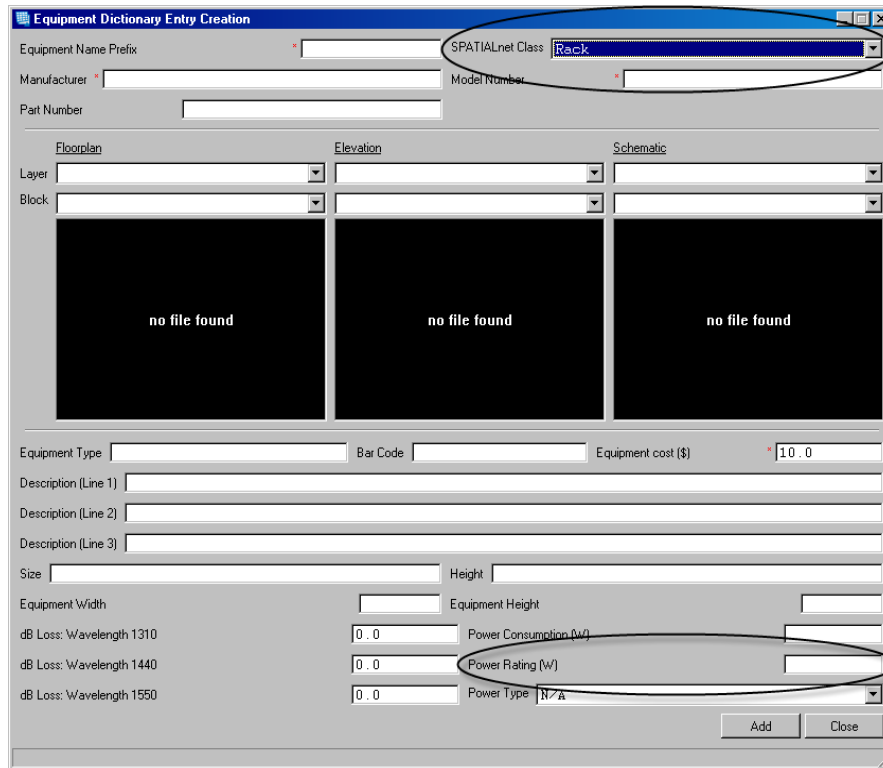 Equipment Dictionary Entry Creation
Equipment Name Prefix * SPATIALnet Class Rack
Manufacturer * Model Number *
Part Number
Floorplan Elevation Schematic
Layer
Block
no file found no file found no file found
Equipment Type Bar Code Equipment cost ($) * 10.0
Description (Line 1)
Description (Line 2)
Description (Line 3)
Size Height
Equipment Width Equipment Height
dB Loss: Wavelength 1310 0.0 Power Consumption (W)
dB Loss: Wavelength 1440 0.0 Power Rating (W)
dB Loss: Wavelength 1550 0.0 Power Type N/A
Add Close